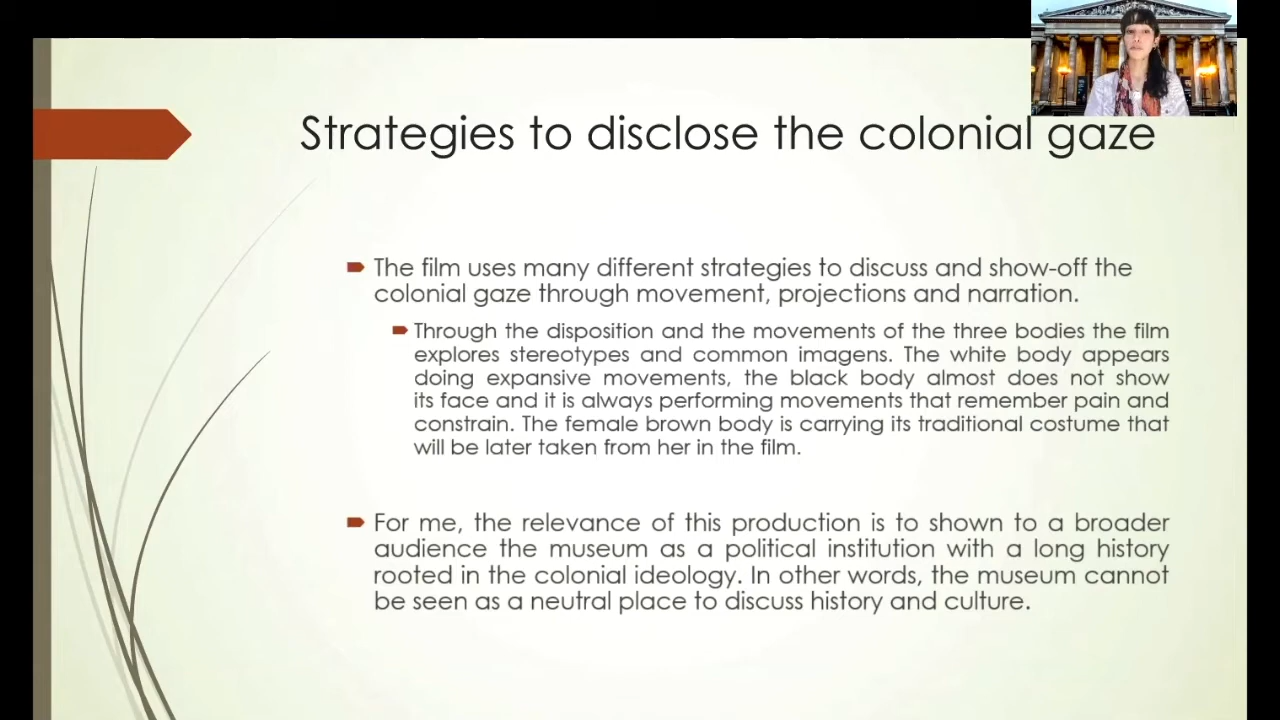 Strategies to disclose the colonial gaze
The film uses many different strategies to discuss and show-off the
colonial gaze through movement, projections and narration.
Through the disposition and the movements of the three bodies the film
explores stereotypes and common imagens. The white body appears
doing expansive movements, the black body almost does not show
its face and it is always performing movements that remember pain and
constrain. The female brown body is carrying its traditional costume that
will be later taken from her in the film.
For me, the relevance of this production is to shown to a broader
audience the museum as a political institution with a long history
rooted in the colonial ideology. In other words, the museum cannot
be seen as a neutral place to discuss history and culture.